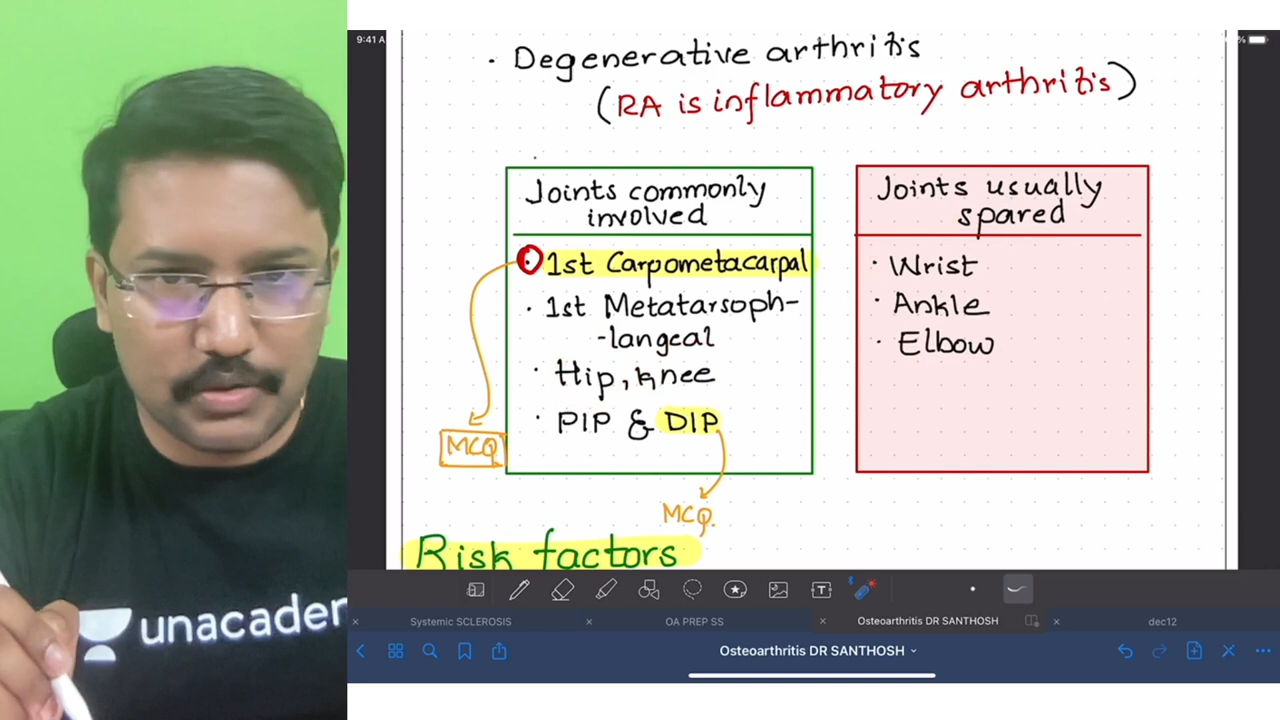 9:41 A
%
· Degenerative arthritis
(RA is inflammatory arthritis)
Joints commonly
involved
· 1st Carpometacarpal
· 1st Metatarsoph-
-langeal
· Hip, knee
· PIP & DIP
MCQ
MCQ.
Joints usually
spared
· Wrist
· Ankle
· Elbow
Risk factors
unacadem
Systemic SCLEROSIS
OA PREP SS
Osteoarthritis DR SANTHOSH
dec12
Osteoarthritis DR SANTHOSH